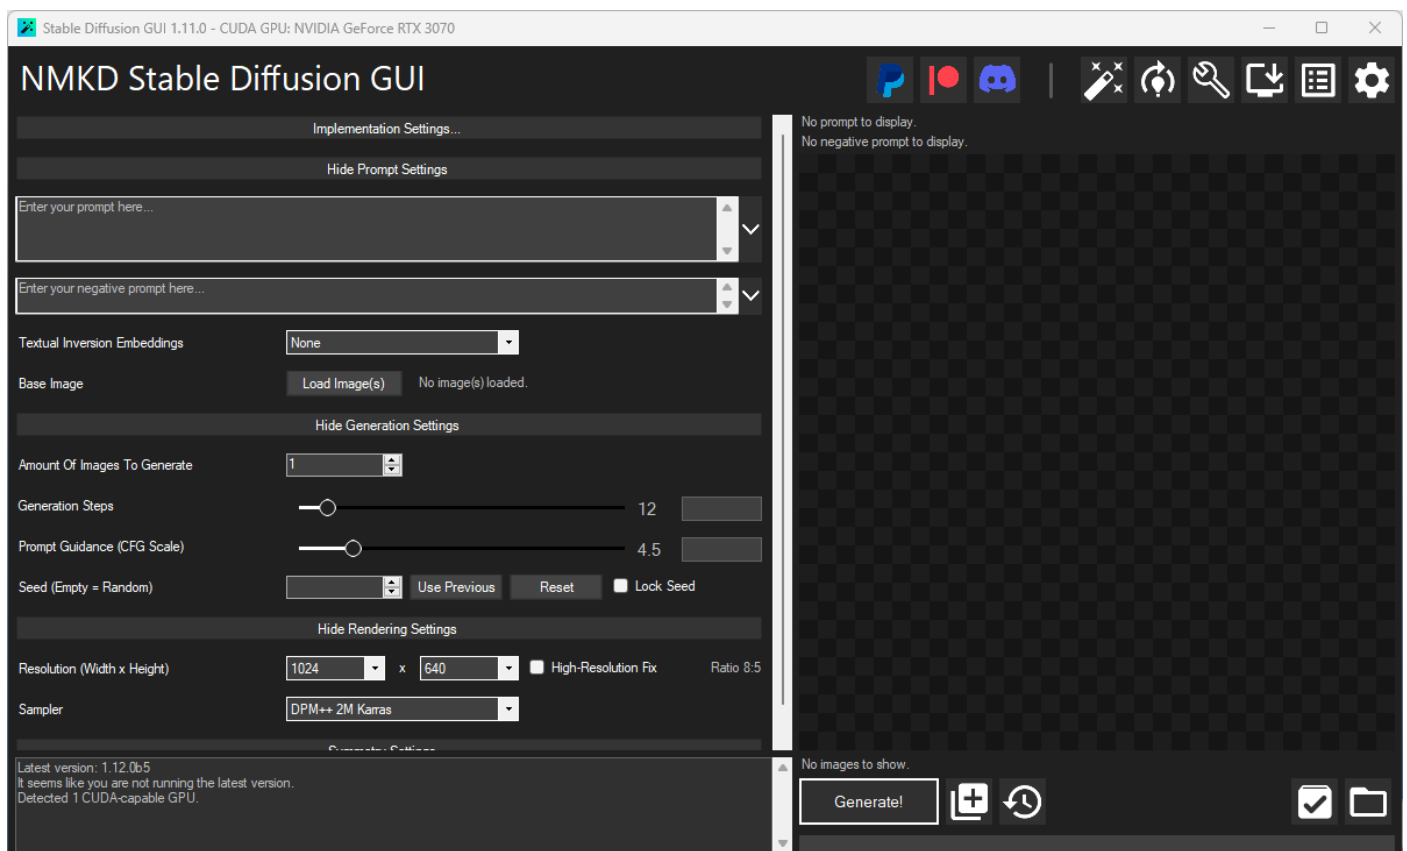 Stable Diffusion GUI 1.11.0 - CUDA GPU: NVIDIA GeForce RTX 3070
NMKD Stable Diffusion GUI
Implementation Settings...
Hide Prompt Settings
Enter your prompt here...
Enter your negative prompt here...
Textual Inversion Embeddings None
Base Image Load Image(s) No image(s) loaded.
Hide Generation Settings
Amount Of Images To Generate 1
Generation Steps 12
Prompt Guidance (CFG Scale) 4.5
Seed (Empty = Random) Use Previous Reset Lock Seed
Hide Rendering Settings
Resolution (Width x Height) 1024 x 640 High-Resolution Fix Ratio 8:5
Sampler DPM++ 2M Karras
Symmetry Settings
Latest version: 1.12.0b5
It seems like you are not running the latest version.
Detected 1 CUDA-capable GPU.
No prompt to display.
No negative prompt to display.
No images to show.
Generate!